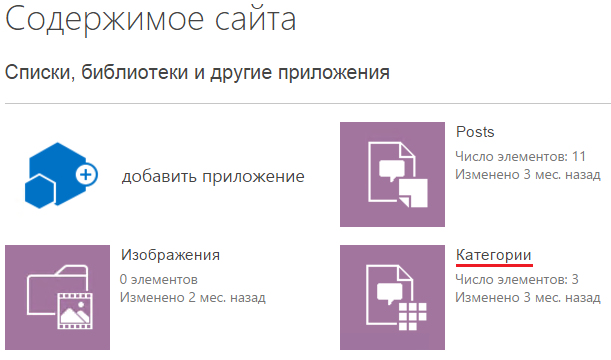 Содержимое сайта
Списки, библиотеки и другие приложения
добавить приложение
Posts
Число элементов: 11
Изменено 3 мес. назад
Изображения
0 элементов
Изменено 2 мес. назад
Категории
Число элементов: 3
Изменено 3 мес. назад